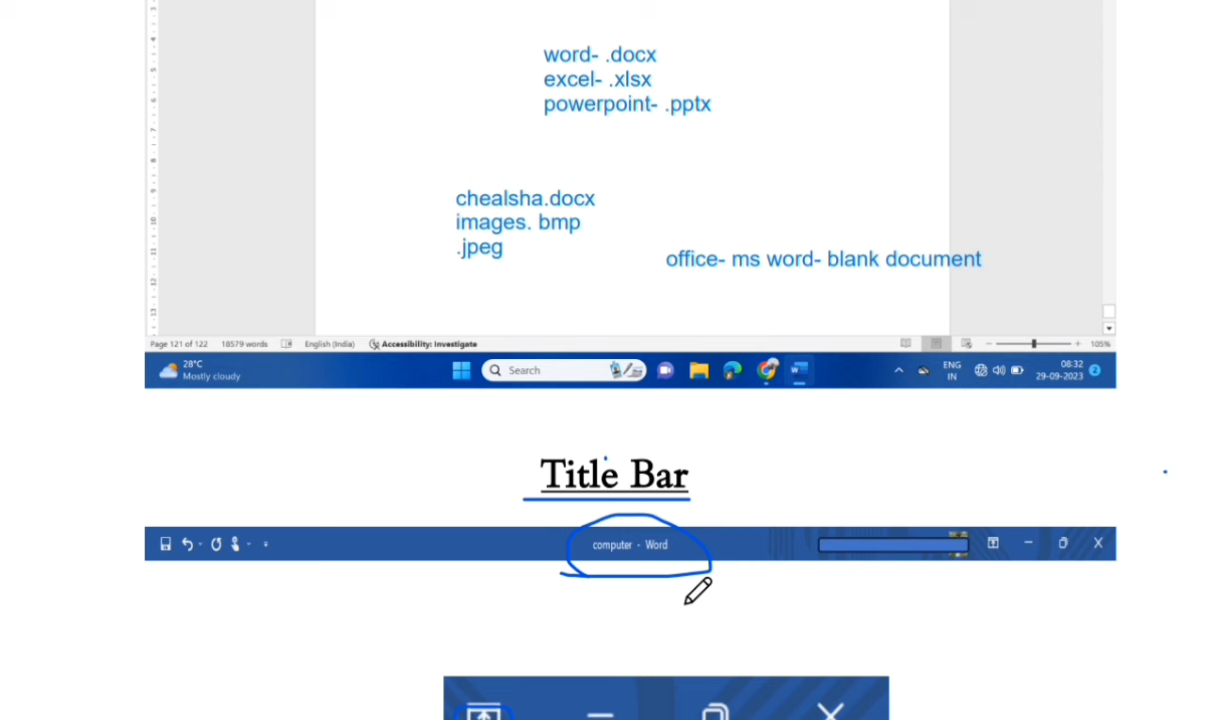 word- .docx
excel- .xlsx
powerpoint- .pptx
chealsha.docx
images. bmp
.jpeg
office- ms word- blank document
Page 121 of 122 18579 words English (India) Accessibility: Investigate 105%
28°C
Mostly cloudy
Search
ENG
IN
08:32
29-09-2023
2
Title Bar
computer - Word